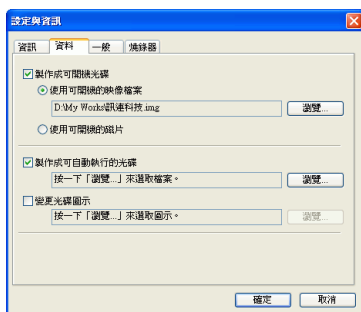 設定與資訊
資訊 資料 一般 燒錄器
製作成可開機光碟
使用可開機的映像檔案
D:\My Works\訊連科技.img 瀏覽...
使用可開機的磁片
製作成可自動執行的光碟
按一下「瀏覽...」來選取檔案。 瀏覽...
變更光碟圖示
按一下「瀏覽...」來選取圖示。 瀏覽...
確定 取消